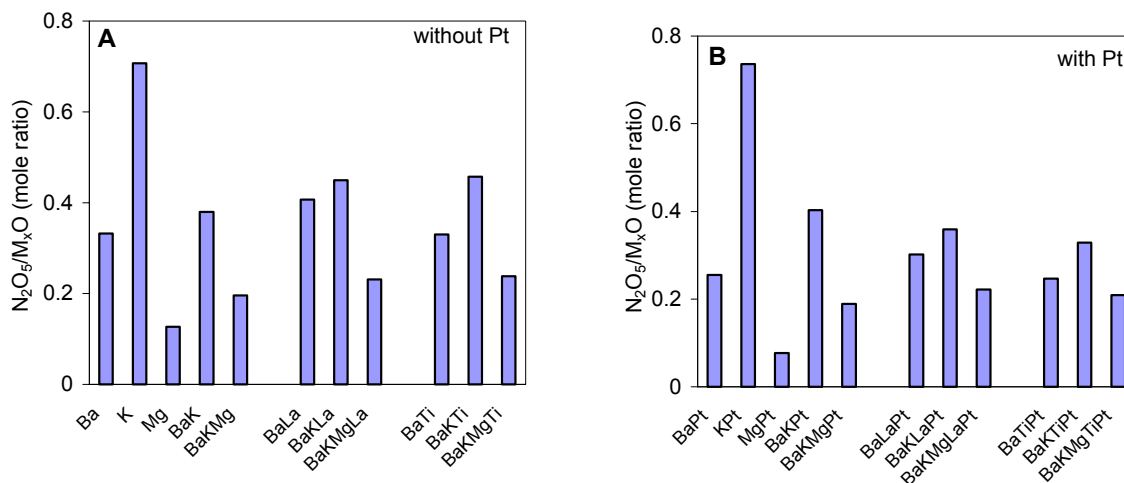 A
without Pt
N₂O₅/MₓO (mole ratio)
0.8
0.6
0.4
0.2
0
Ba
K
Mg
BaK
BaKMg
BaLa
BaKLa
BaKMgLa
BaTi
BaKTi
BaKMgTi
B
with Pt
N₂O₅/MₓO (mole ratio)
0.8
0.6
0.4
0.2
0
BaPt
KPt
MgPt
BaKPt
BaKMgPt
BaLaPt
BaKLaPt
BaKMgLaPt
BaTiPt
BaKTiPt
BaKMgTiPt